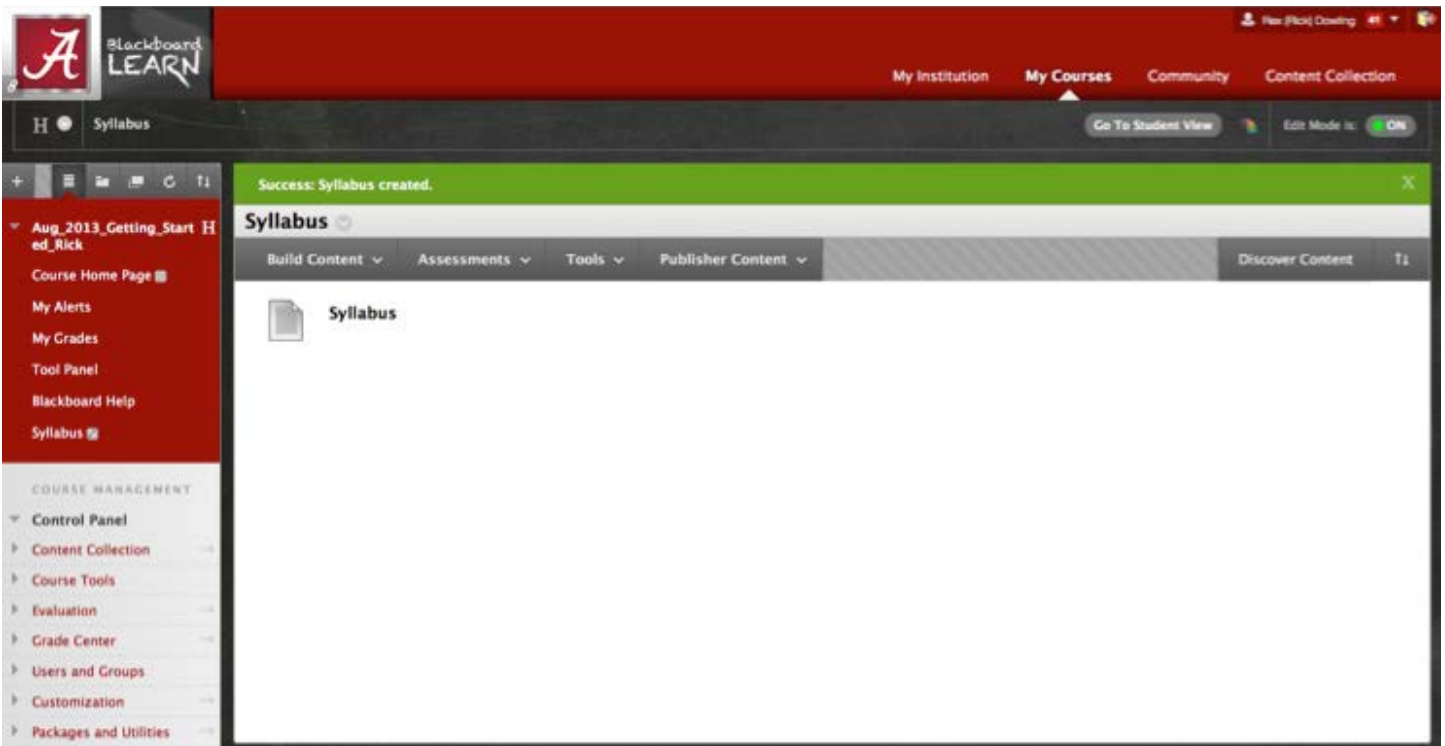 Blackboard
LEARN
(Rick) Dowling 41
My Institution My Courses Community Content Collection
H Syllabus Go To Student View Edit Mode is: ON
Success: Syllabus created. X
Aug_2013_Getting_Start H
ed_Rick
Syllabus
Build Content Assessments Tools Publisher Content Discover Content
Course Home Page
My Alerts
My Grades
Tool Panel
Blackboard Help
Syllabus
Syllabus
COURSE MANAGEMENT
Control Panel
Content Collection
Course Tools
Evaluation
Grade Center
Users and Groups
Customization
Packages and Utilities